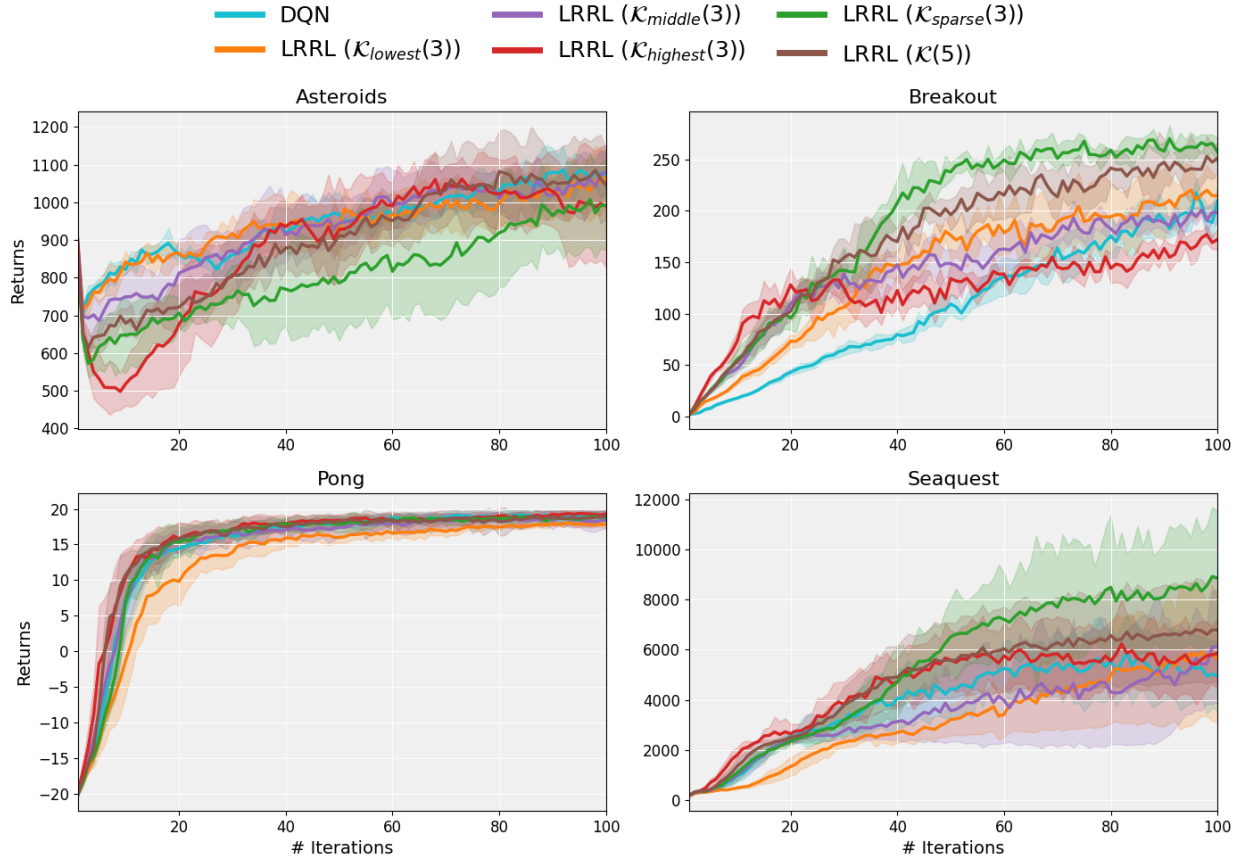 DQN LRRL (𝒦middle(3)) LRRL (𝒦sparse(3))
LRRL (𝒦lowest(3)) LRRL (𝒦highest(3)) LRRL (𝒦(5))
Asteroids
Returns
1200
1100
1000
900
800
700
600
500
400
20 40 60 80 100
Breakout
250
200
150
100
50
0
20 40 60 80 100
Pong
Returns
20
15
10
5
0
−5
−10
−15
−20
20 40 60 80 100
# Iterations
Seaquest
12000
10000
8000
6000
4000
2000
0
20 40 60 80 100
# Iterations